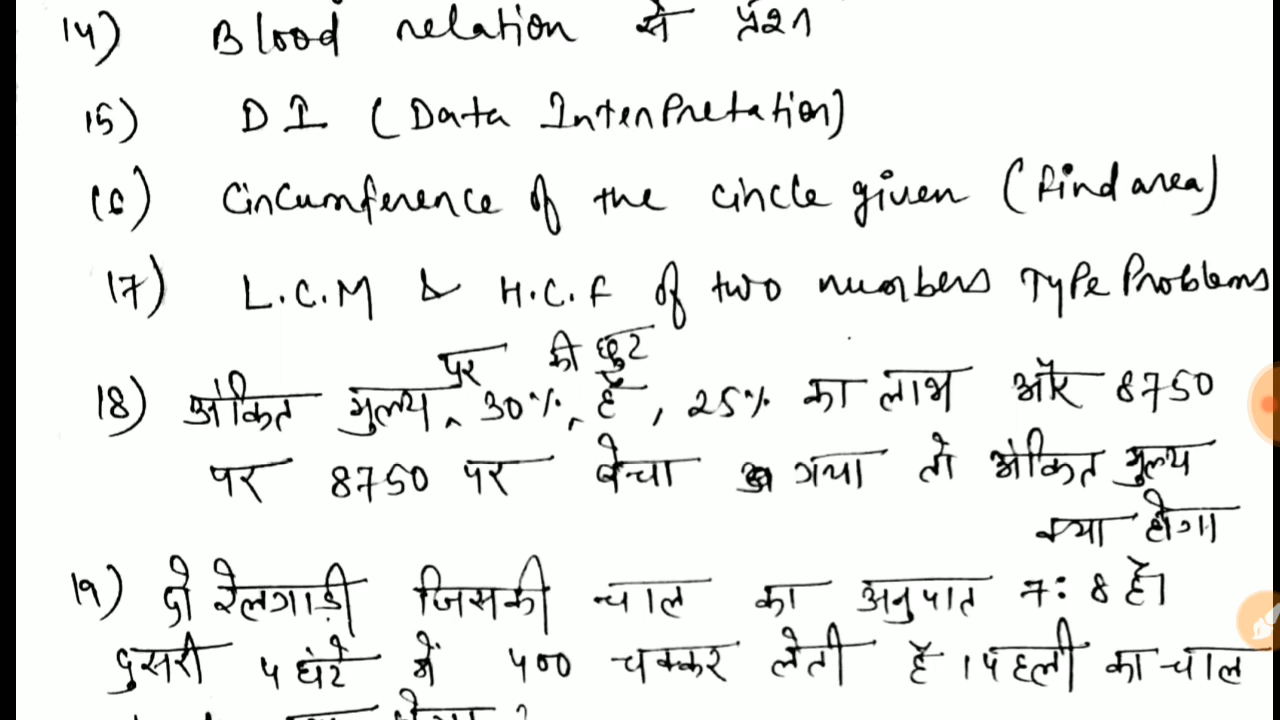 14) Blood relation से प्रश्न
15) D I (Data Interpretation)
16) Circumference of the circle given (find area)
17) L.C.M & H.C.F of two numbers Type Problems
पर की छुट
18) अंकित मुल्य ‸ 30% ‸ है, 25% का लाभ और 8750
पर 8750 पर बेचा गया तो अंकित मुल्य
क्या होगा
19) दो रेलगाड़ी जिसकी चाल का अनुपात 7:8 है।
दुसरी 4 घंटे में 400 चक्कर लेती है। पहली का चाल